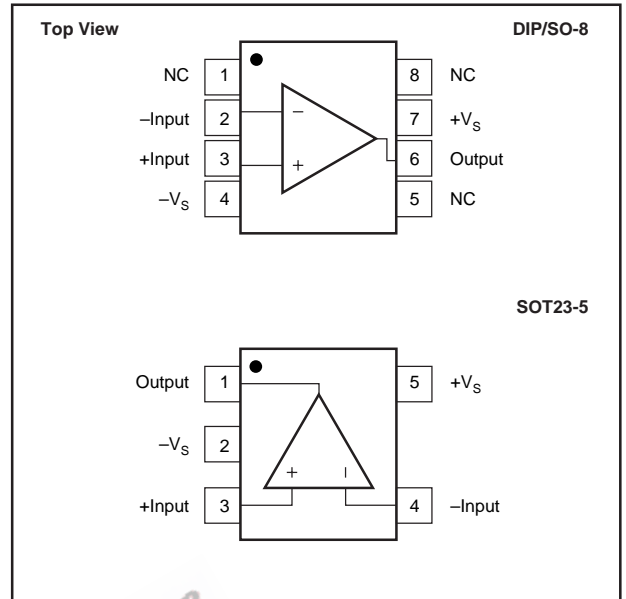 Top View DIP/SO-8
NC 1 8 NC
–Input 2 – 7 +VS
+Input 3 + 6 Output
–VS 4 5 NC
SOT23-5
Output 1 5 +VS
–VS 2
+Input 3 + – 4 –Input